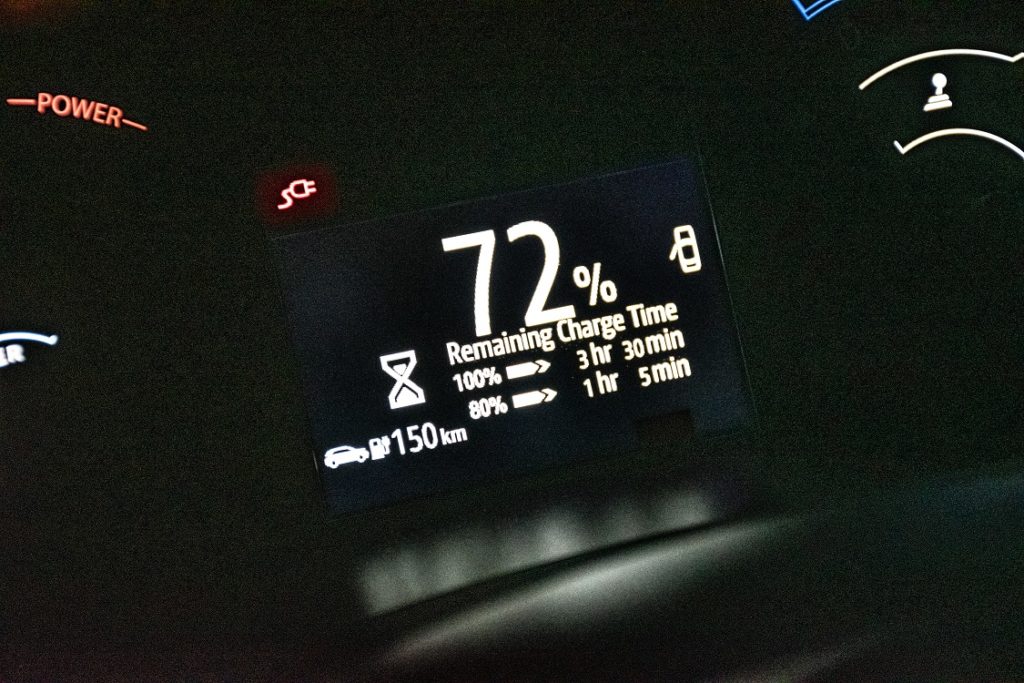 POWER
72%
Remaining Charge Time
100% 3 hr 30 min
80% 1 hr 5 min
150 km